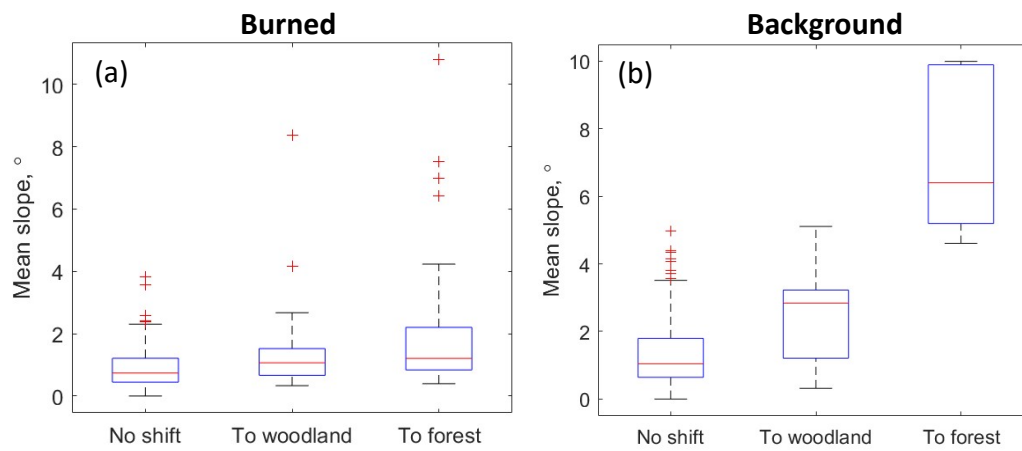 Burned
(a)
Mean slope, °
10
8
6
4
2
0
No shift To woodland To forest
Background
(b)
Mean slope, °
10
8
6
4
2
0
No shift To woodland To forest